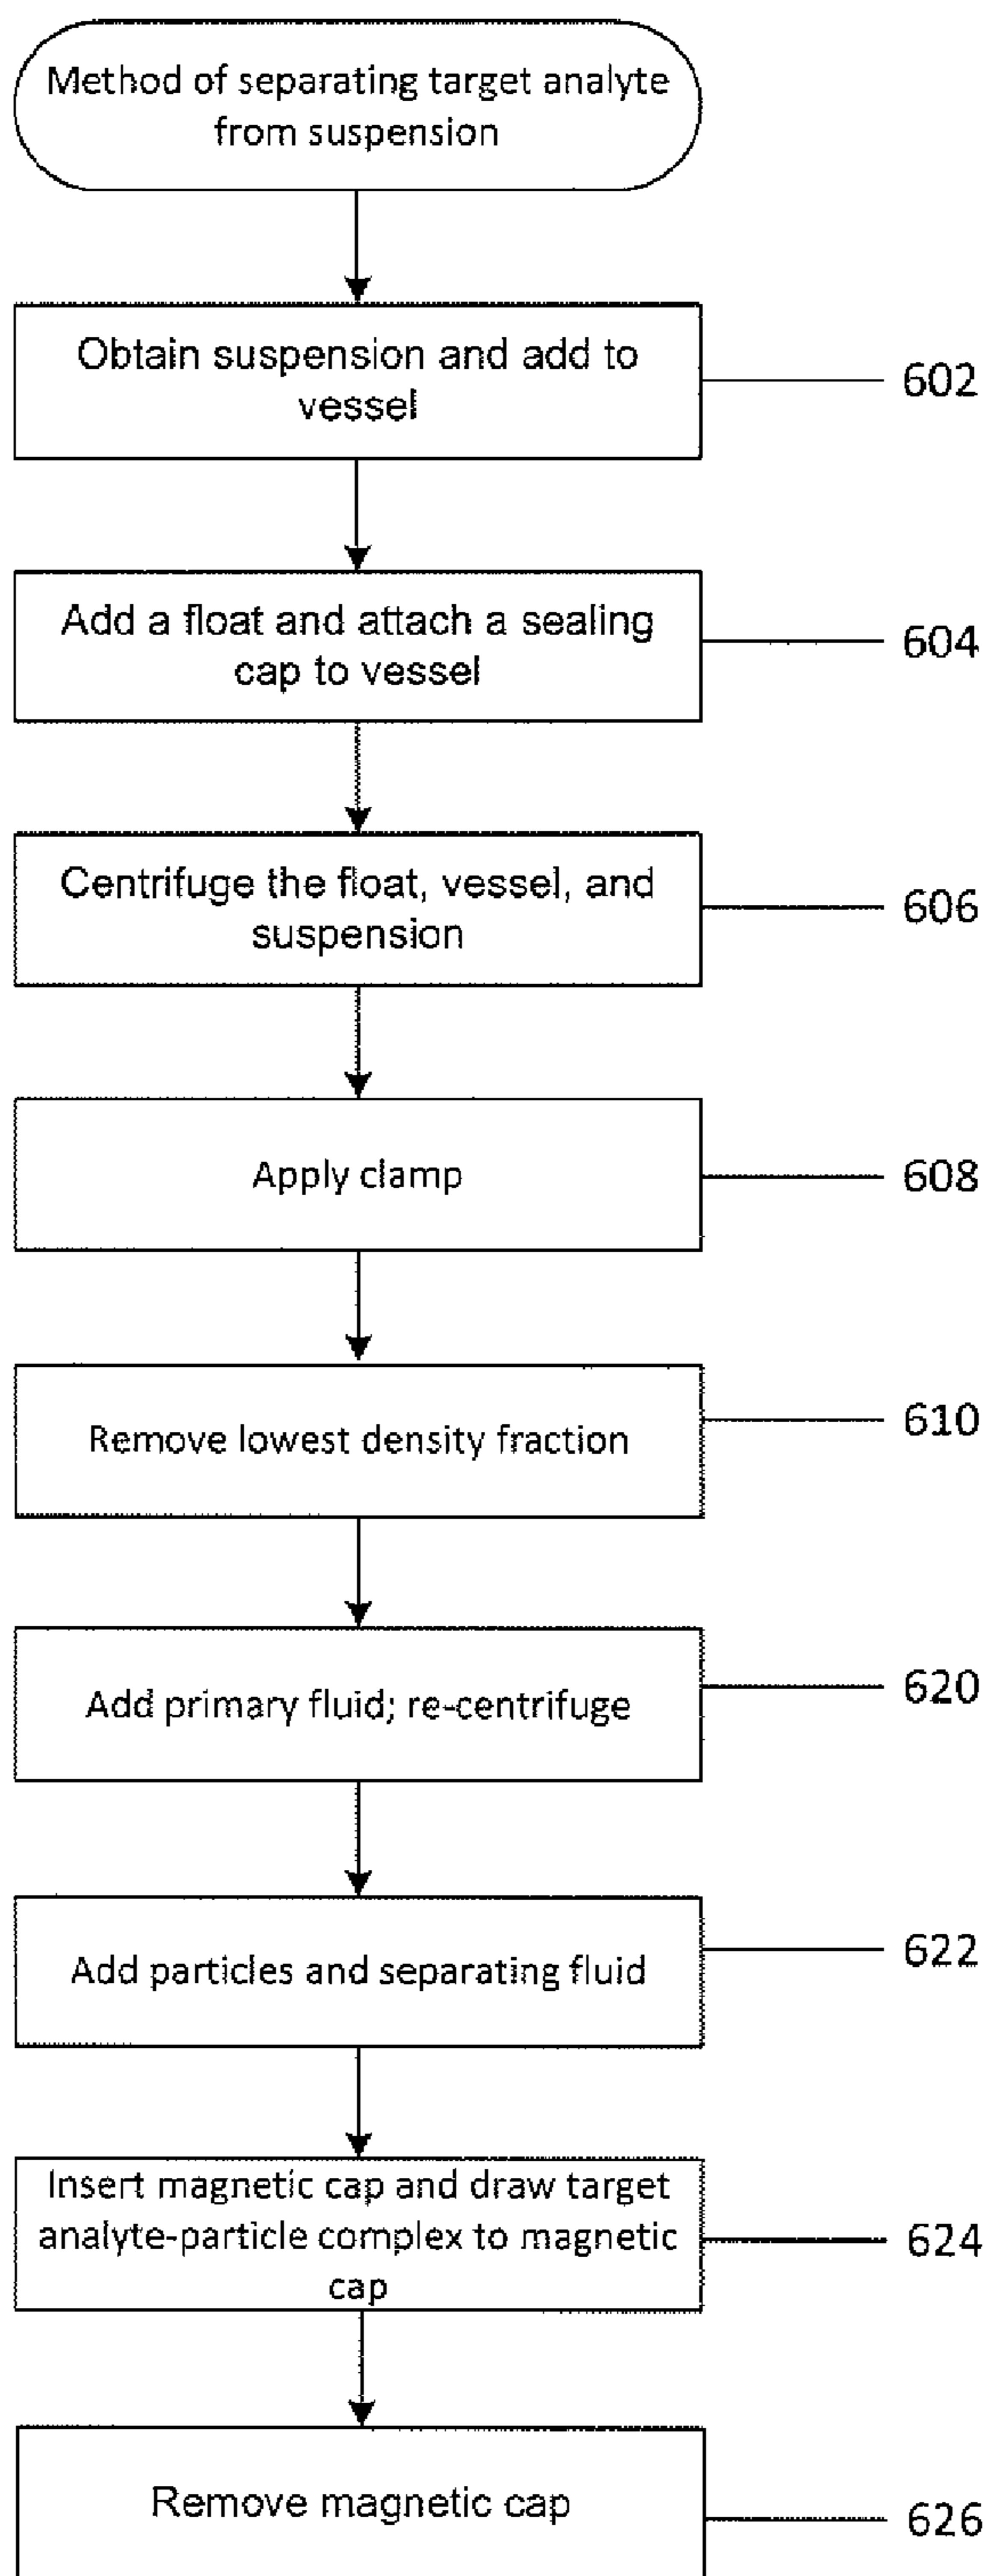 Method of separating target analyte
from suspension
Obtain suspension and add to
vessel
602
Add a float and attach a sealing
cap to vessel
604
Centrifuge the float, vessel, and
suspension
606
Apply clamp
608
Remove lowest density fraction
610
Add primary fluid; re-centrifuge
620
Add particles and separating fluid
622
Insert magnetic cap and draw target
analyte-particle complex to magnetic
cap
624
Remove magnetic cap
626